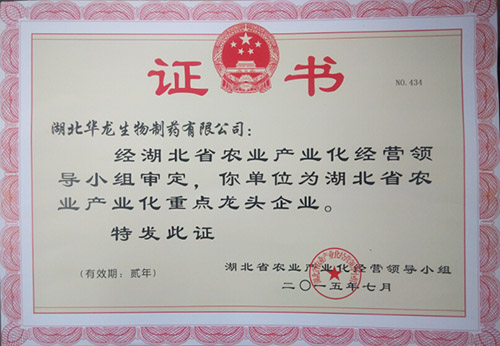 证书
NO.434
湖北华龙生物制药有限公司：
经湖北省农业产业化经营领
导小组审定，你单位为湖北省农
业产业化重点龙头企业。
特发此证
湖北省农业产业化经营领导小组
（有效期：贰年）
二〇一五年七月